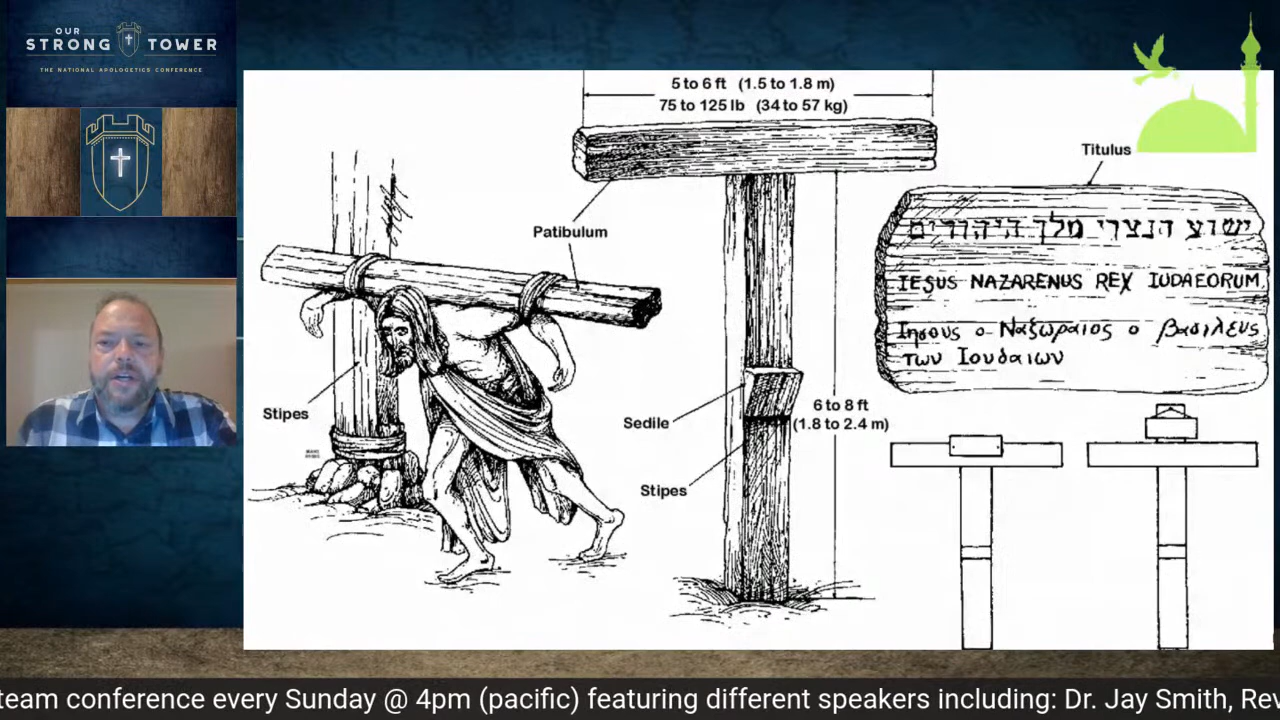 OUR
STRONG TOWER
THE NATIONAL APOLOGETICS CONFERENCE
5 to 6 ft (1.5 to 1.8 m)
75 to 125 lb (34 to 57 kg)
Patibulum
Stipes
Sedile
Stipes
6 to 8 ft
(1.8 to 2.4 m)
Titulus
ישוע הנצרי מלך היהודים
IESUS NAZARENUS REX IUDAEORUM
Ιησους ο Ναζωραιος ο βασιλευς
των Ιουδαιων
team conference every Sunday @ 4pm (pacific) featuring different speakers including: Dr. Jay Smith, Rev